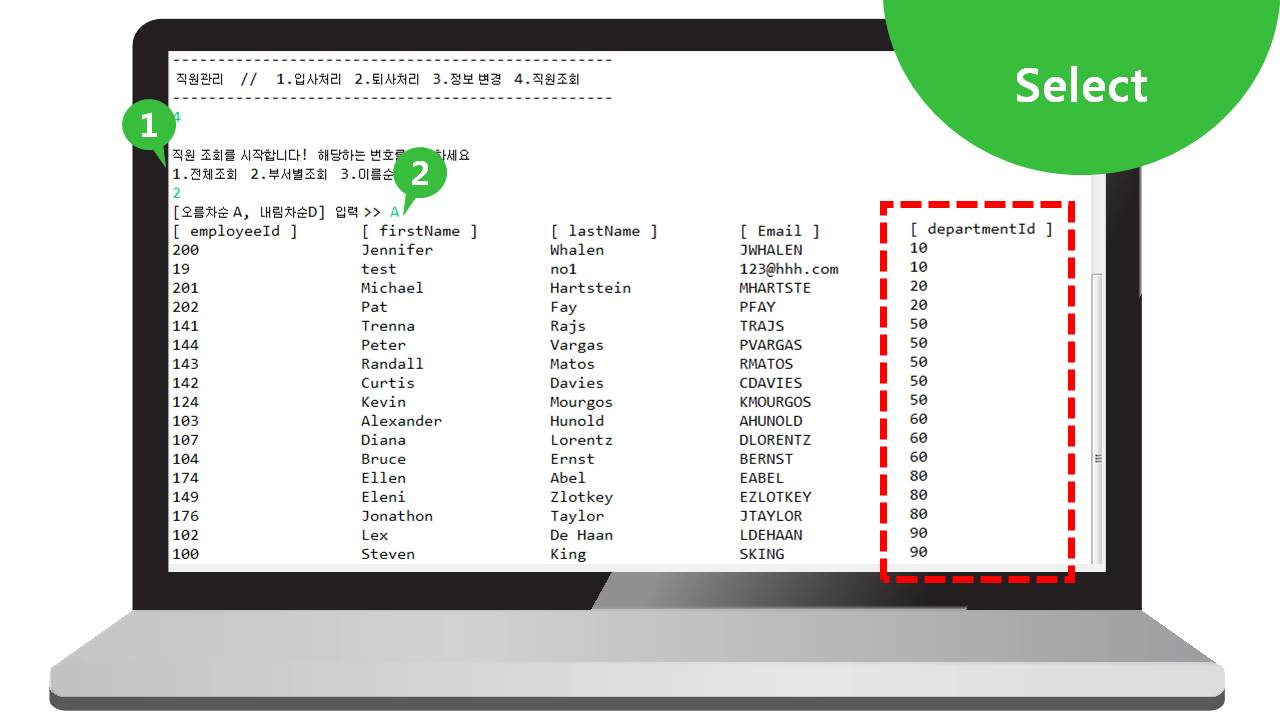 Select
---------------------------------------------------
직원관리 // 1.입사처리 2.퇴사처리 3.정보 변경 4.직원조회
---------------------------------------------------
4
1
직원 조회를 시작합니다! 해당하는 하세요
2
1.전체조회 2.부서별조회
2
[오름차순 A, 내림차순D] 입력 >> A
[ employeeId ] [ firstName ] [ lastName ] [ Email ] [ departmentId ]
200 Jennifer Whalen JWHALEN 10
19 test no1 123@hhh.com 10
201 Michael Hartstein MHARTSTE 20
202 Pat Fay PFAY 20
141 Trenna Rajs TRAJS 50
144 Peter Vargas PVARGAS 50
143 Randall Matos RMATOS 50
142 Curtis Davies CDAVIES 50
124 Kevin Mourgos KMOURGOS 50
103 Alexander Hunold AHUNOLD 60
107 Diana Lorentz DLORENTZ 60
104 Bruce Ernst BERNST 60
174 Ellen Abel EABEL 80
149 Eleni Zlotkey EZLOTKEY 80
176 Jonathon Taylor JTAYLOR 80
102 Lex De Haan LDEHAAN 90
100 Steven King SKING 90